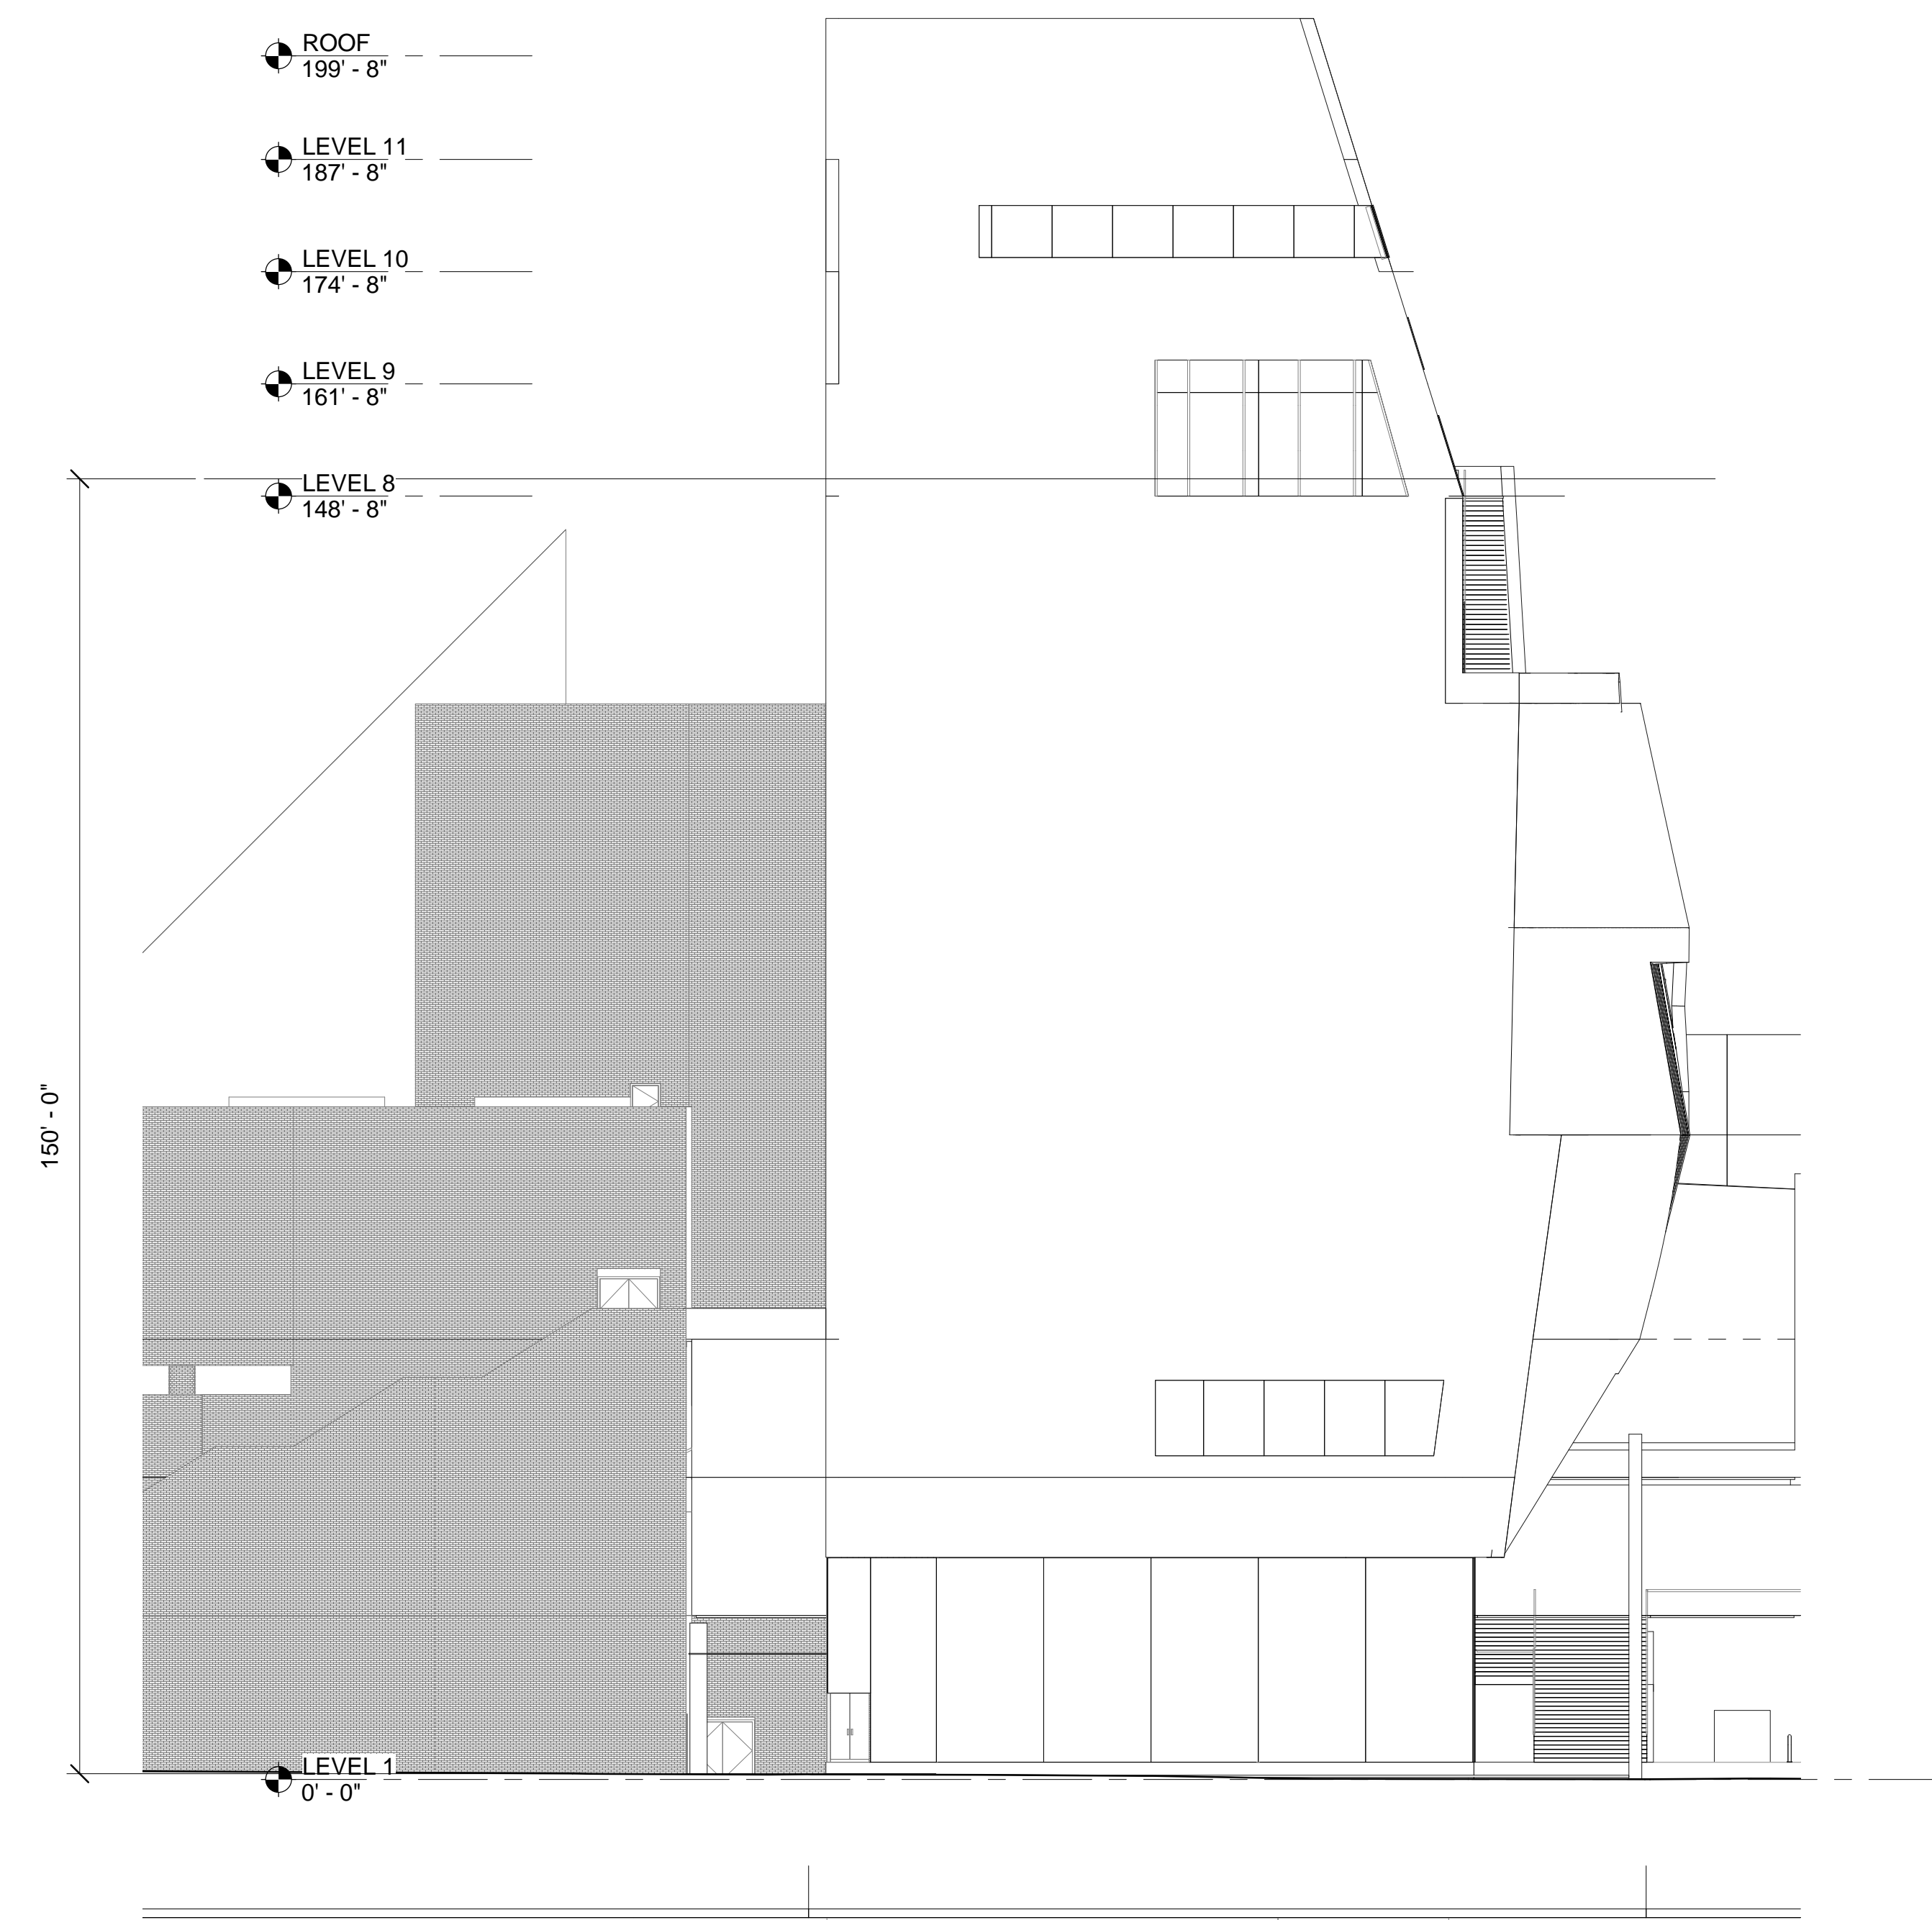 ROOF
199' - 8"
LEVEL 11
187' - 8"
LEVEL 10
174' - 8"
LEVEL 9
161' - 8"
LEVEL 8
148' - 8"
150' - 0"
LEVEL 1
0' - 0"